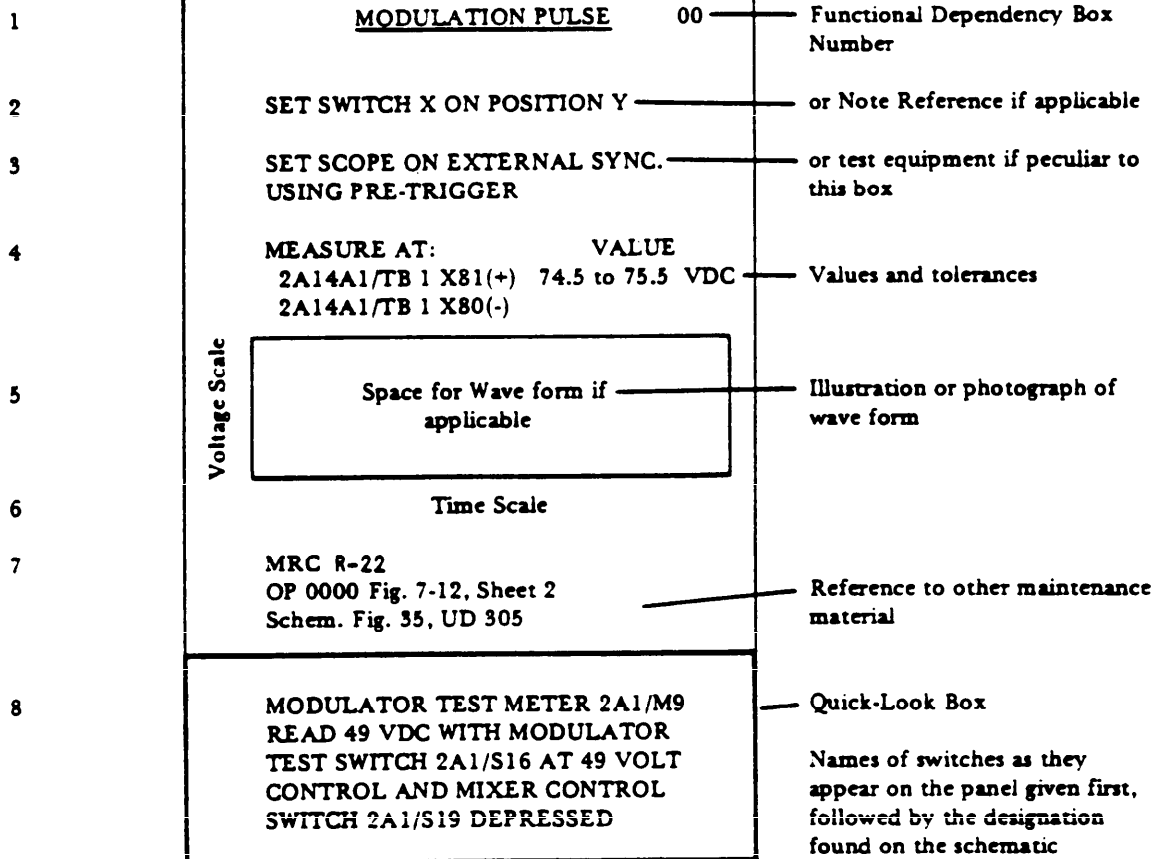 1 MODULATION PULSE 00 Functional Dependency Box
Number
2 SET SWITCH X ON POSITION Y or Note Reference if applicable
3 SET SCOPE ON EXTERNAL SYNC. or test equipment if peculiar to
USING PRE-TRIGGER this box
4 MEASURE AT: VALUE
2A14A1/TB 1 X81(+) 74.5 to 75.5 VDC Values and tolerances
2A14A1/TB 1 X80(-)
Voltage Scale
5 Space for Wave form if Illustration or photograph of
applicable wave form
6 Time Scale
7 MRC R-22
OP 0000 Fig. 7-12, Sheet 2 Reference to other maintenance
Schem. Fig. 35, UD 305 material
8 MODULATOR TEST METER 2A1/M9 Quick-Look Box
READ 49 VDC WITH MODULATOR
TEST SWITCH 2A1/S16 AT 49 VOLT Names of switches as they
CONTROL AND MIXER CONTROL appear on the panel given first,
SWITCH 2A1/S19 DEPRESSED followed by the designation
found on the schematic